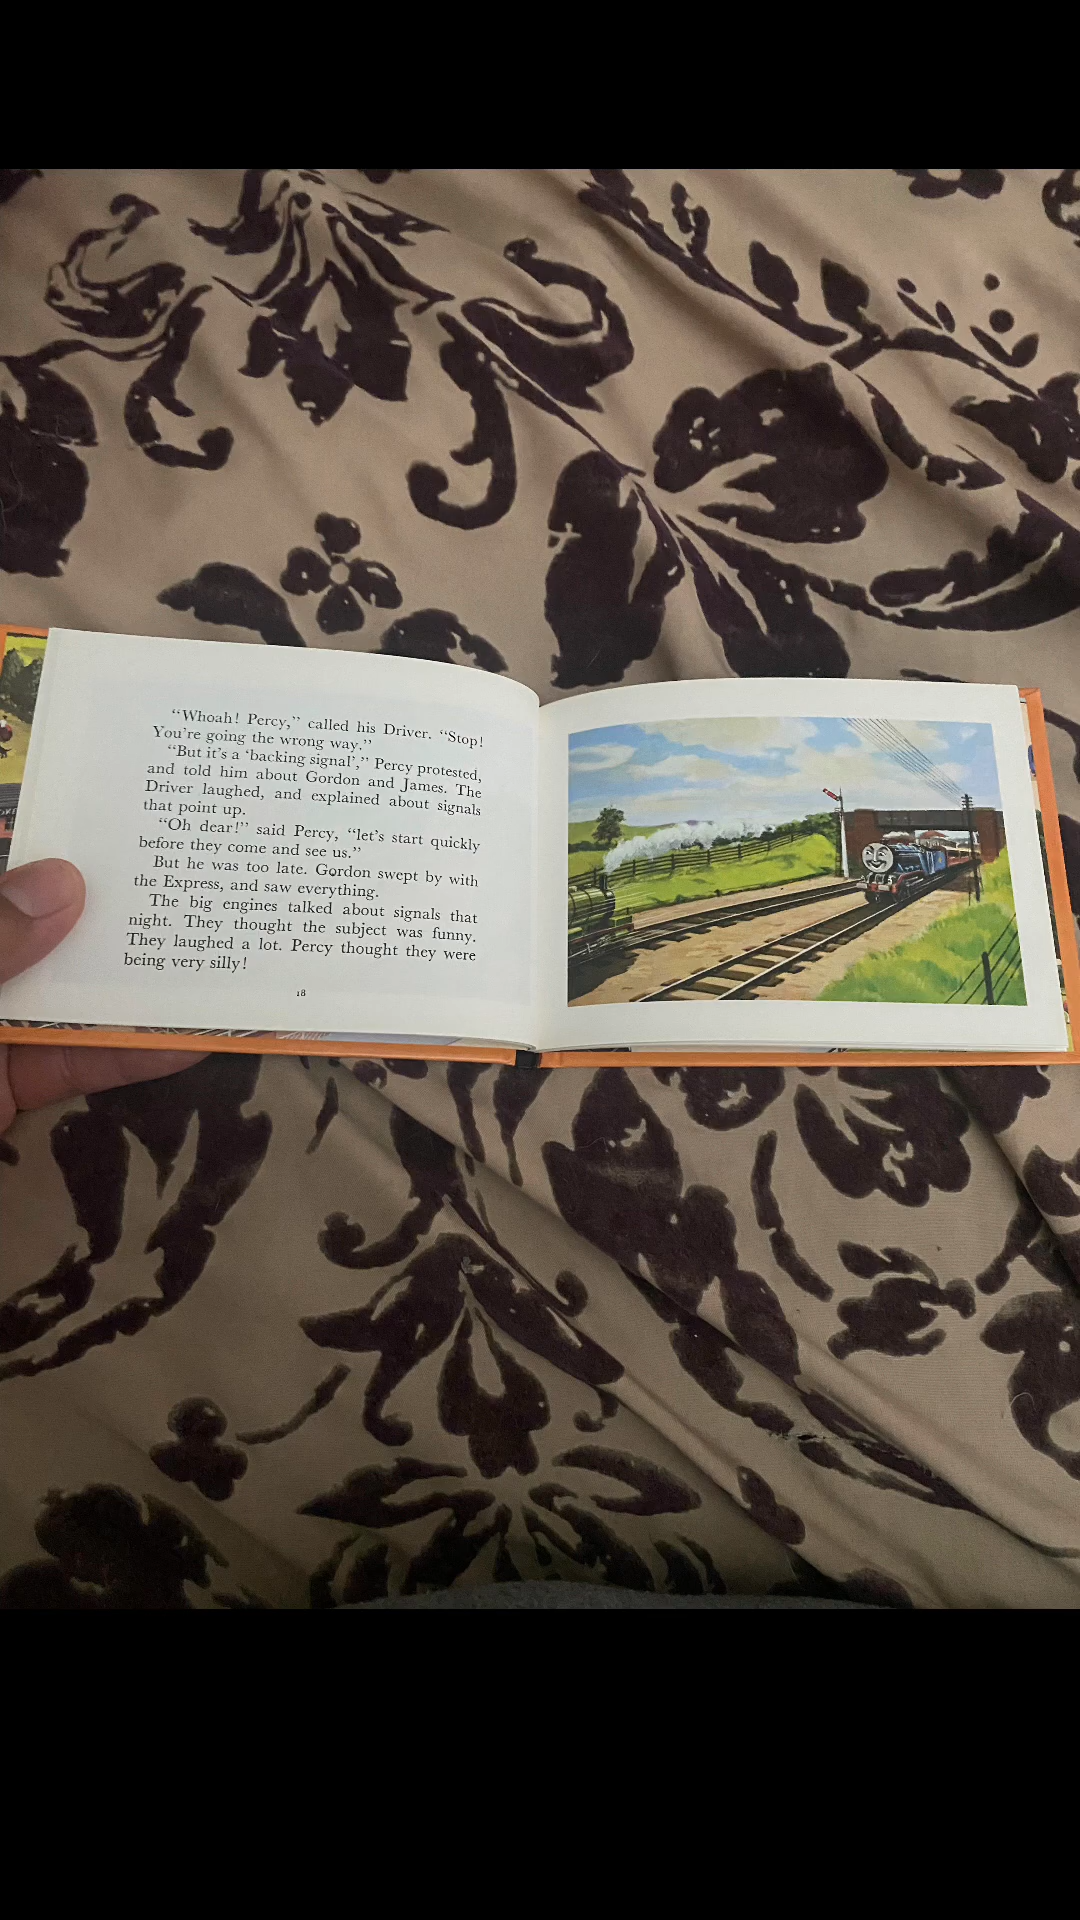 “Whoah! Percy,” called his Driver. “Stop!
You're going the wrong way.”
“But it's a ‘backing signal’,” Percy protested,
and told him about Gordon and James. The
Driver laughed, and explained about signals
that point up.
“Oh dear!” said Percy, “let's start quickly
before they come and see us.”
But he was too late. Gordon swept by with
the Express, and saw everything.
The big engines talked about signals that
night. They thought the subject was funny.
They laughed a lot. Percy thought they were
being very silly!
18